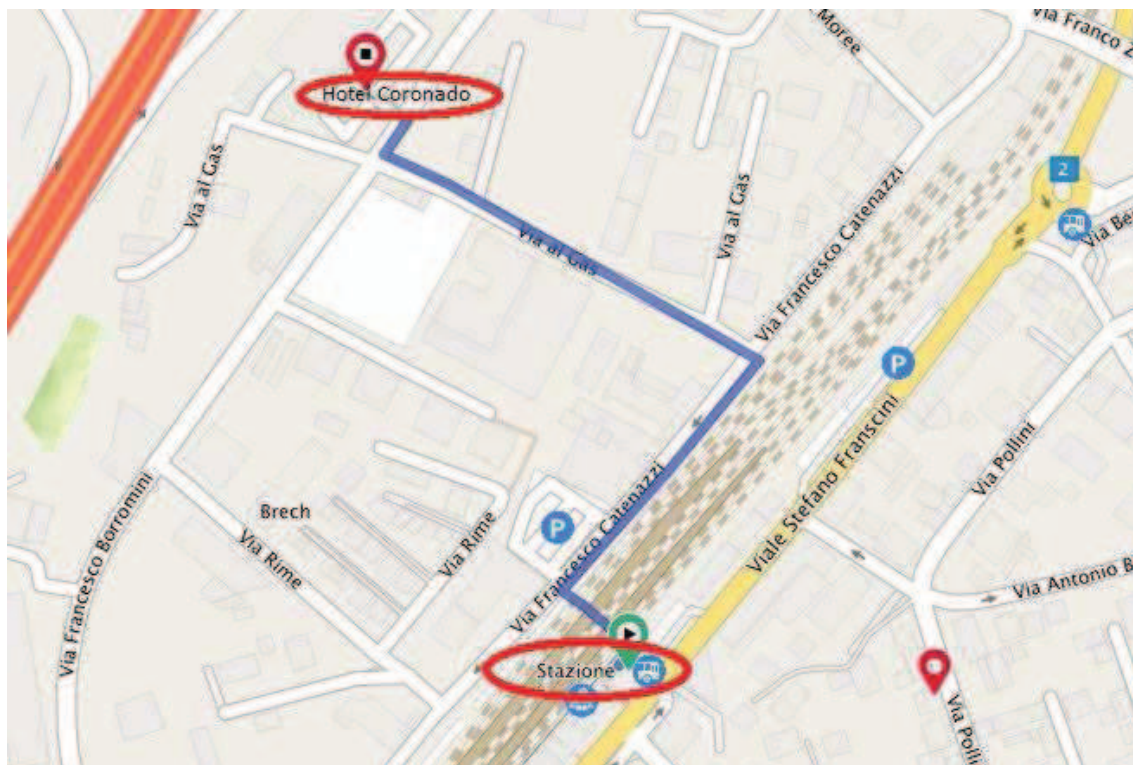 Moree
Via Franco Z
Hotel Coronado
2
Via al Gas
Via al Gas
Via Francesco Catenazzi
Via al Gas
Via Be
P
Via Pollini
Viale Stefano Franscini
Via Francesco Borromini
Brech
P
Via Rime
Via Rime
Via Francesco Catenazzi
Via Antonio B
Stazione
Via Polli